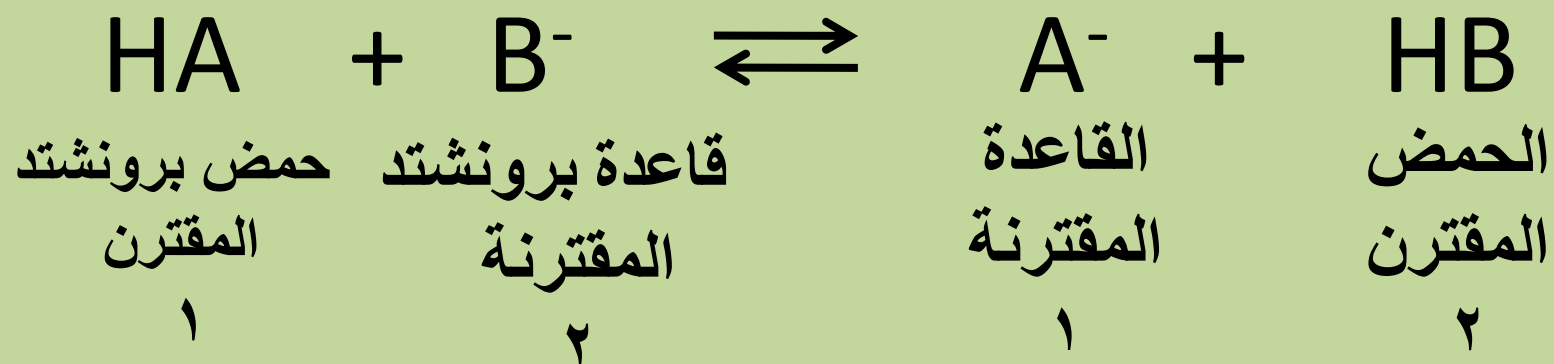 HA + B⁻ ⇌ A⁻ + HB
حمض برونشتد المقترن ١
قاعدة برونشتد المقترنة ٢
القاعدة المقترنة ١
الحمض المقترن ٢